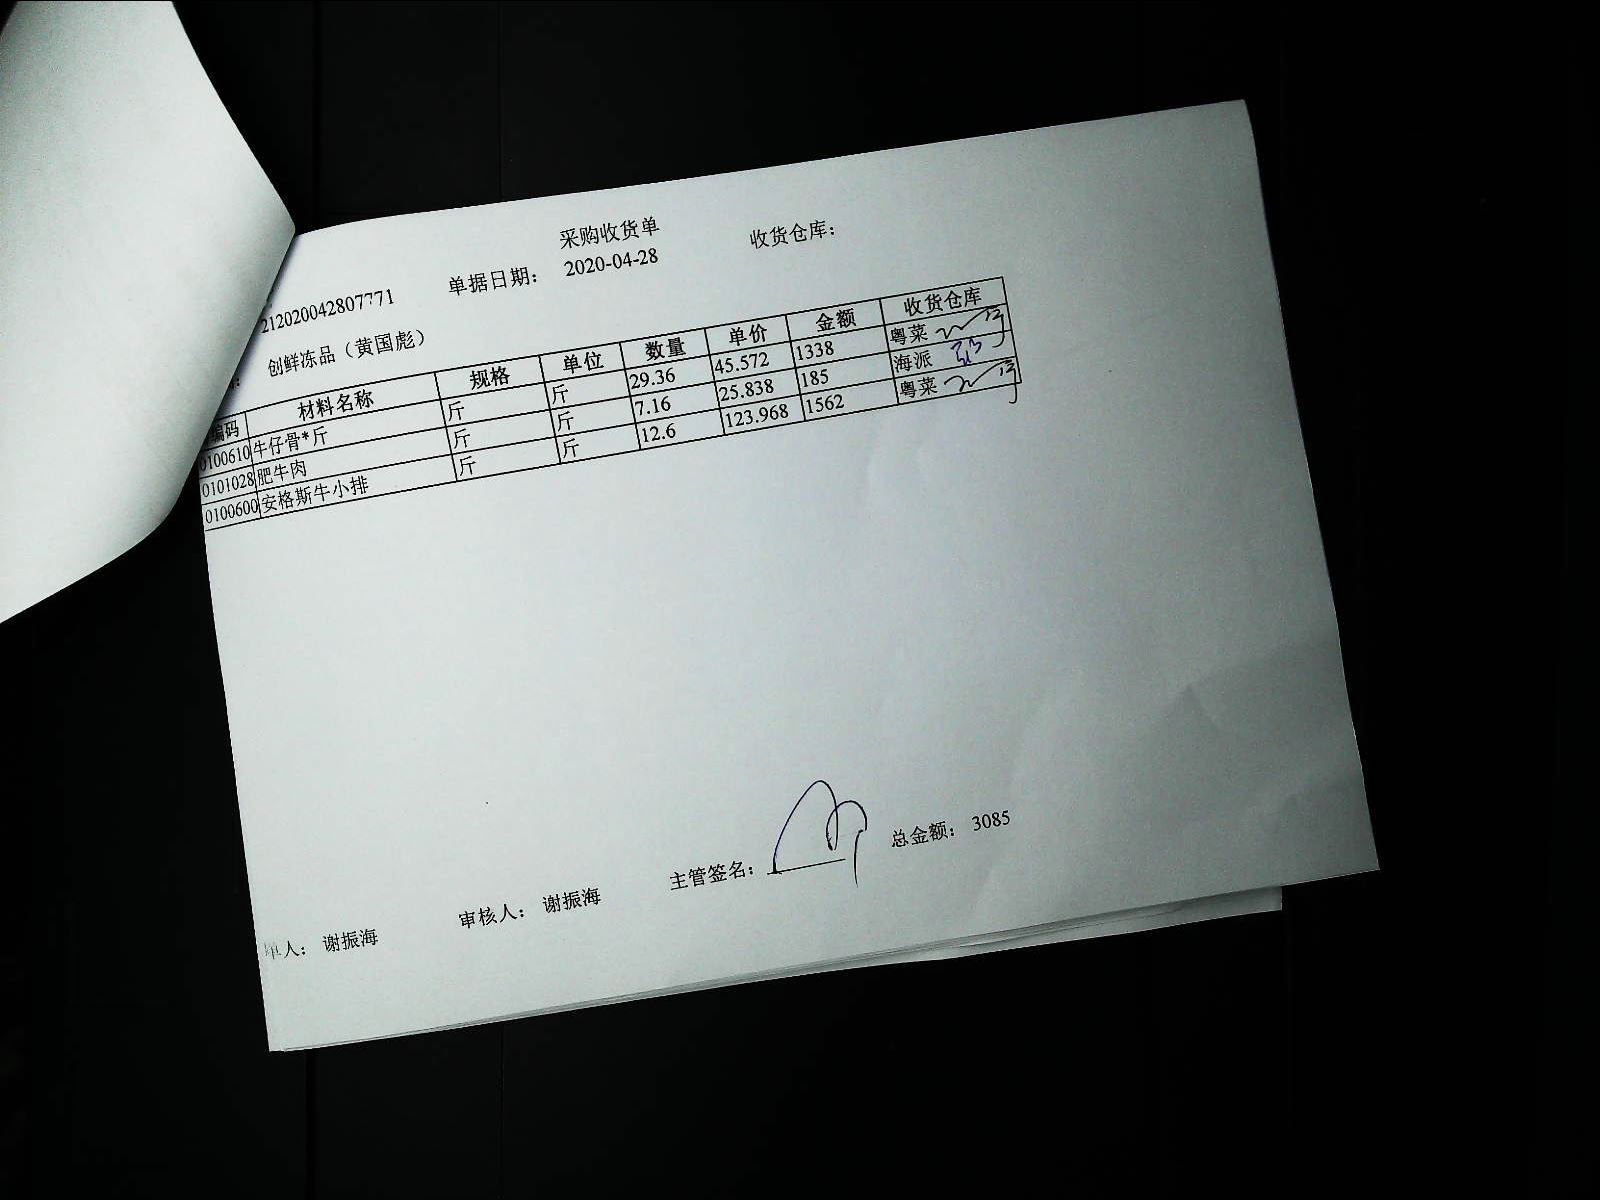 采购收货单
212020042807771 单据日期： 2020-04-28 收货仓库：
创鲜冻品（黄国彪）
编码 材料名称 规格 单位 数量 单价 金额 收货仓库
0100610 牛仔骨*斤 斤 斤 29.36 45.572 1338 粤菜
0101028 肥牛肉 斤 斤 7.16 25.838 185 海派
0100600 安格斯牛小排 斤 斤 12.6 123.968 1562 粤菜
单人： 谢振海 审核人： 谢振海 主管签名： 总金额： 3085